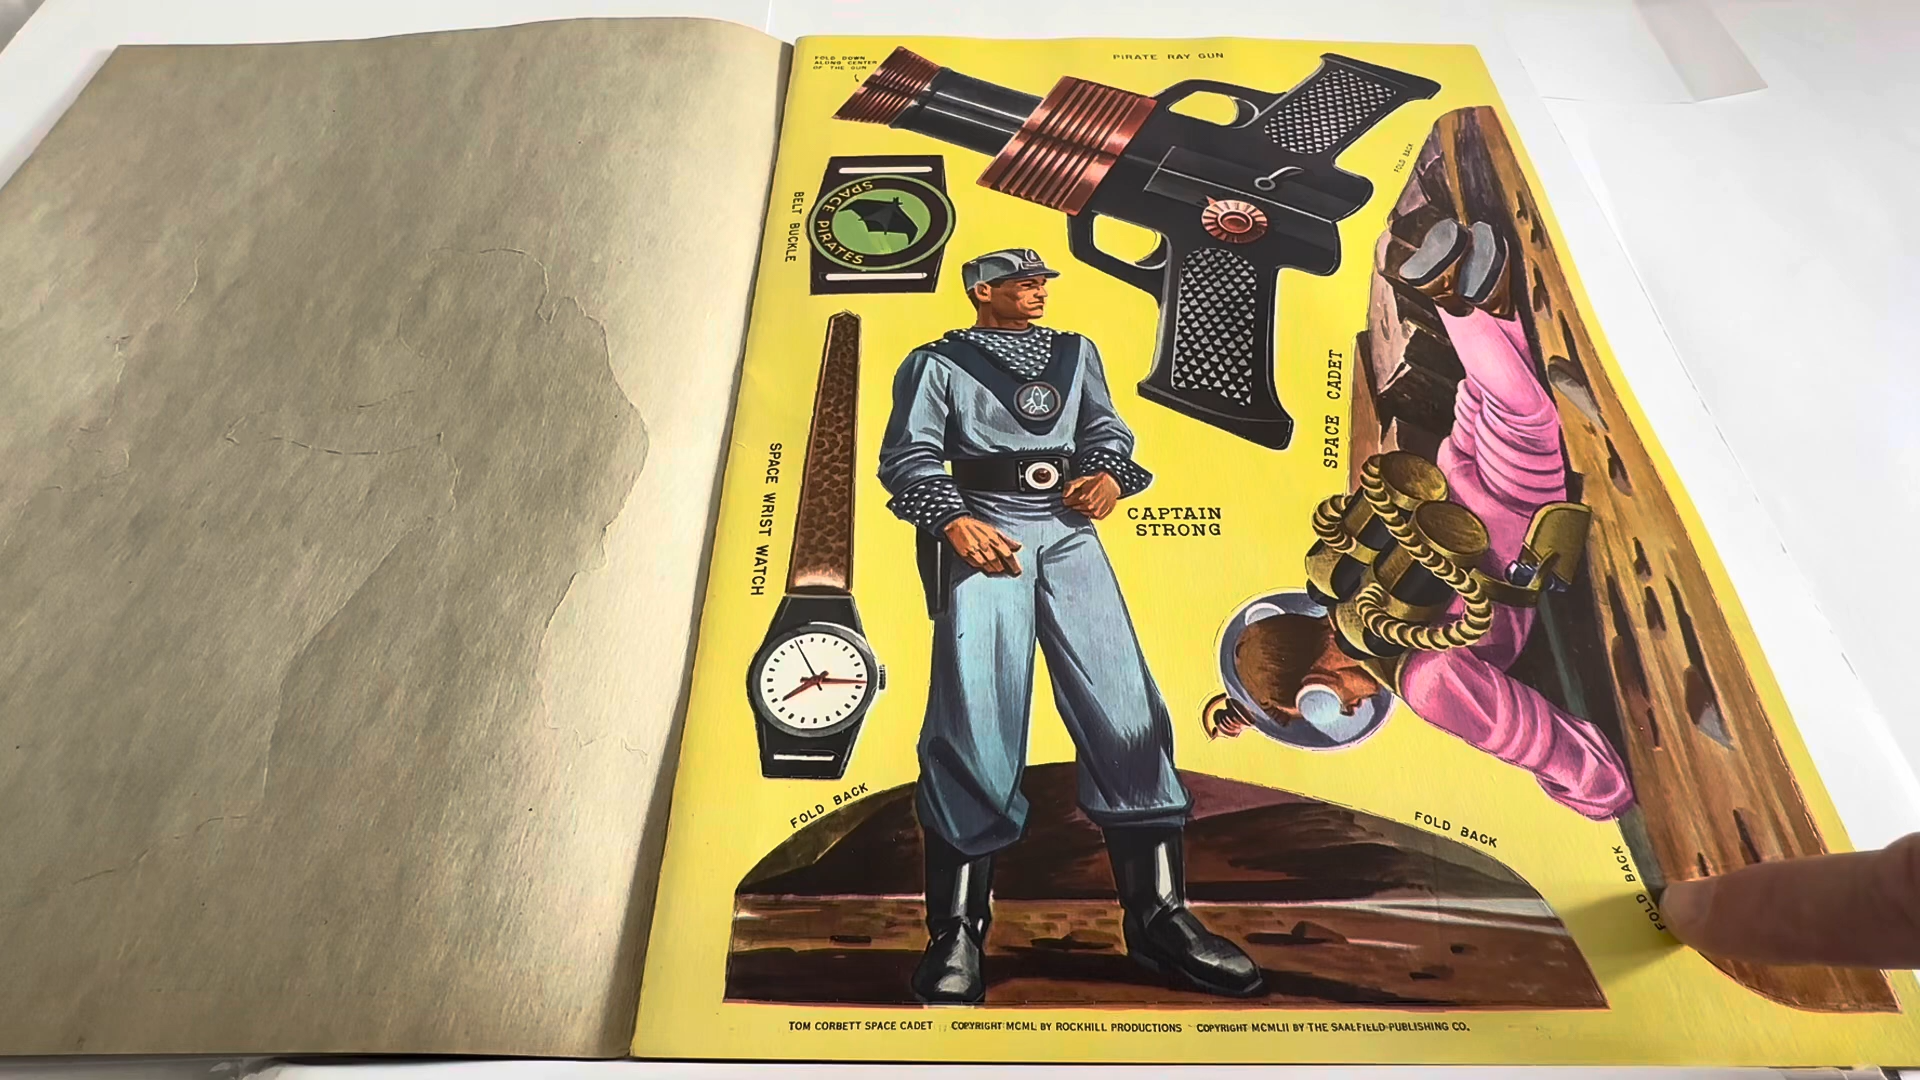 FOLD DOWN
ALONG CENTER
OF THE GUN
PIRATE RAY GUN
FOLD BACK
BELT BUCKLE
SPACE PIRATES
SPACE CADET
SPACE WRIST WATCH
CAPTAIN
STRONG
FOLD BACK
FOLD BACK
FOLD BACK
TOM CORBETT SPACE CADET COPYRIGHT MCML BY ROCKHILL PRODUCTIONS COPYRIGHT MCMLII BY THE SAALFIELD PUBLISHING CO.